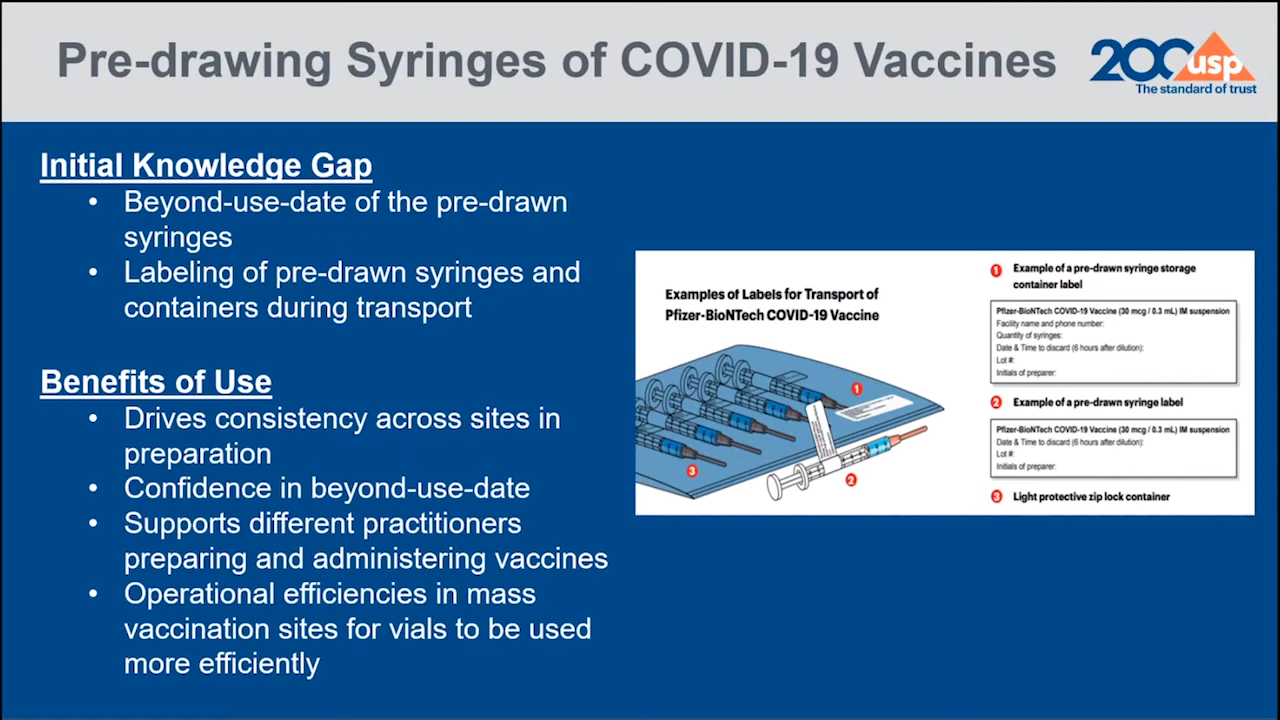 Pre-drawing Syringes of COVID-19 Vaccines
200 usp
The standard of trust
Initial Knowledge Gap
• Beyond-use-date of the pre-drawn
syringes
• Labeling of pre-drawn syringes and
containers during transport
Benefits of Use
• Drives consistency across sites in
preparation
• Confidence in beyond-use-date
• Supports different practitioners
preparing and administering vaccines
• Operational efficiencies in mass
vaccination sites for vials to be used
more efficiently
Examples of Labels for Transport of
Pfizer-BioNTech COVID-19 Vaccine
1
2
3
1 Example of a pre-drawn syringe storage
container label
Pfizer-BioNTech COVID-19 Vaccine (30 mcg / 0.3 mL) IM suspension
Facility name and phone number:
Quantity of syringes:
Date & Time to discard (6 hours after dilution):
Lot #:
Initials of preparer:
2 Example of a pre-drawn syringe label
Pfizer-BioNTech COVID-19 Vaccine (30 mcg / 0.3 mL) IM suspension
Date & Time to discard (6 hours after dilution):
Lot #:
Initials of preparer:
3 Light protective zip lock container